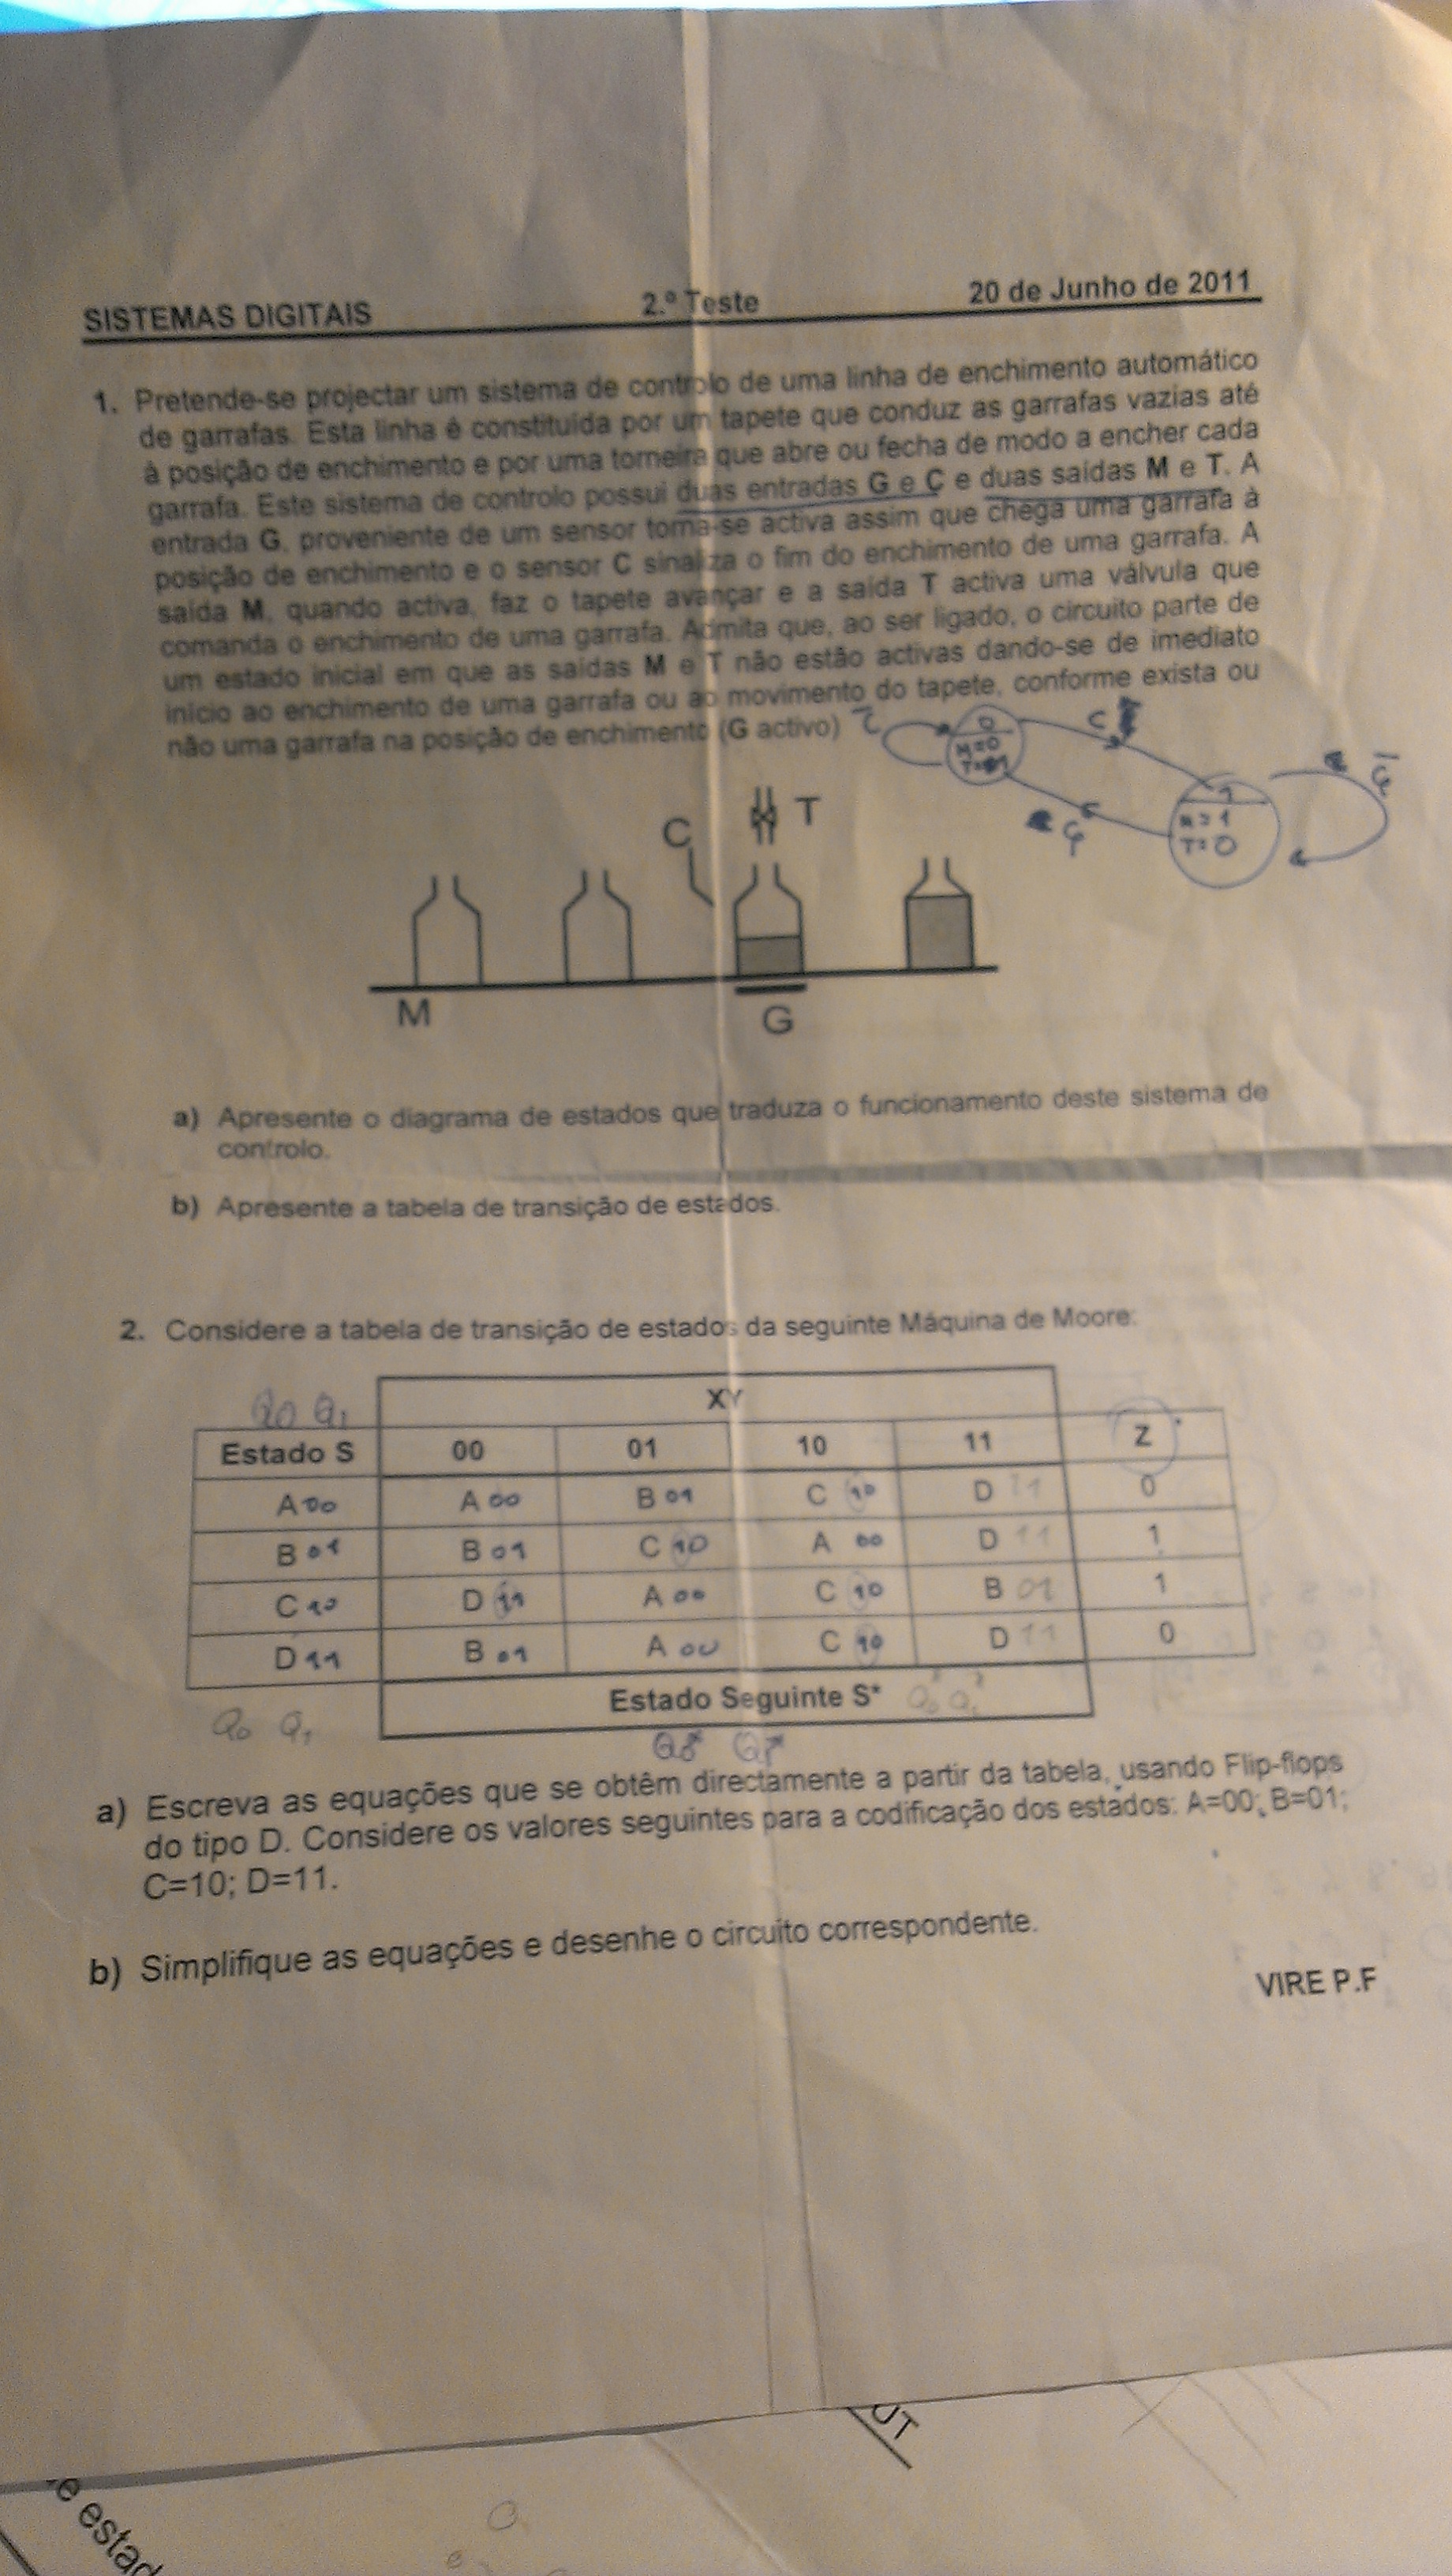 SISTEMAS DIGITAIS 2.º Teste 20 de Junho de 2011
1. Pretende-se projectar um sistema de controlo de uma linha de enchimento automático
de garrafas. Esta linha é constituída por um tapete que conduz as garrafas vazias até
à posição de enchimento e por uma torneira que abre ou fecha de modo a encher cada
garrafa. Este sistema de controlo possui duas entradas G e C e duas saídas M e T. A
entrada G, proveniente de um sensor torna-se activa assim que chega uma garrafa à
posição de enchimento e o sensor C sinaliza o fim do enchimento de uma garrafa. A
saída M, quando activa, faz o tapete avançar e a saída T activa uma válvula que
comanda o enchimento de uma garrafa. Admita que, ao ser ligado, o circuito parte de
um estado inicial em que as saídas M e T não estão activas dando-se de imediato
início ao enchimento de uma garrafa ou ao movimento do tapete, conforme exista ou
não uma garrafa na posição de enchimento (G activo)
0 C
M=0
1
M=1
T=0
C T
M G
a) Apresente o diagrama de estados que traduza o funcionamento deste sistema de
controlo.
b) Apresente a tabela de transição de estados.
2. Considere a tabela de transição de estados da seguinte Máquina de Moore:
Q0 Q1 XY
Estado S 00 01 10 11 Z
A 00 A 00 B 01 C 10 D 11 0
B 01 B 01 C 10 A 00 D 11 1
C 10 D 11 A 00 C 10 B 01 1
D 11 B 01 A 00 C 10 D 11 0
Estado Seguinte S* Q0* Q1*
Q0 Q1 Q0* Q1*
a) Escreva as equações que se obtêm directamente a partir da tabela, usando Flip-flops
do tipo D. Considere os valores seguintes para a codificação dos estados: A=00; B=01;
C=10; D=11.
b) Simplifique as equações e desenhe o circuito correspondente.
VIRE P.F
UT
e estad